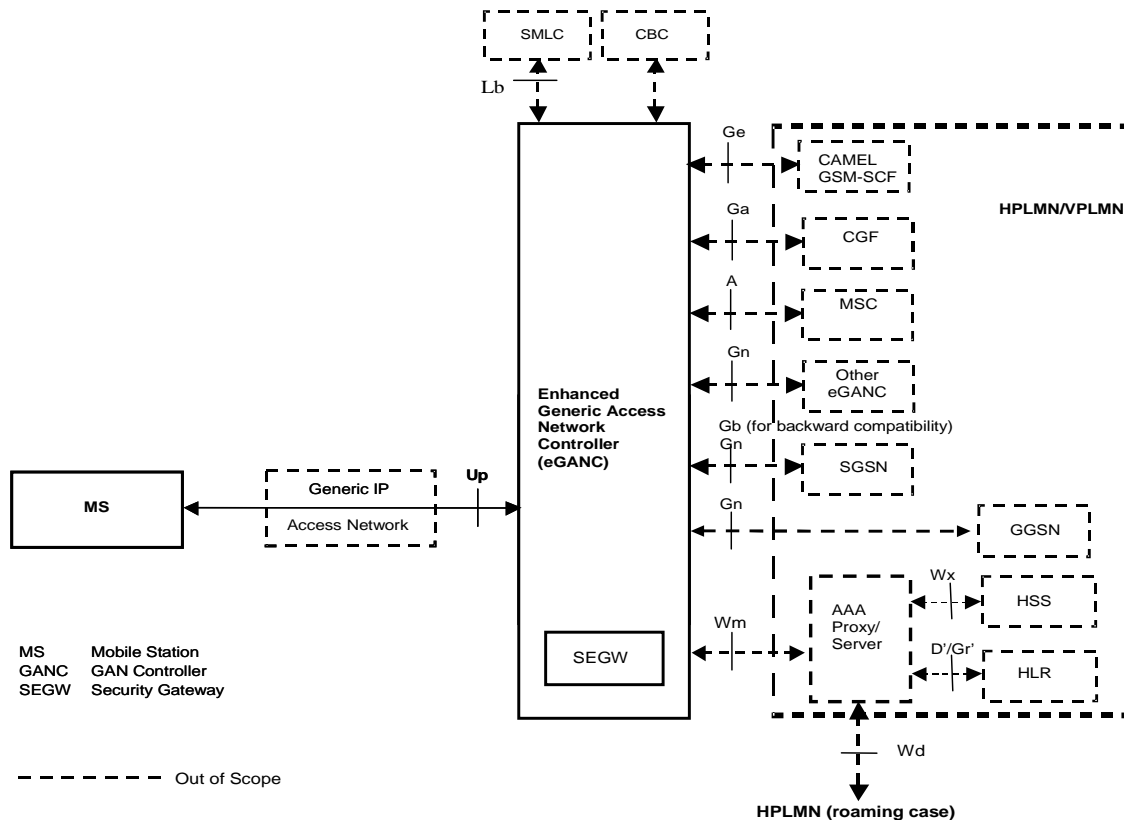 SMLC
CBC
Lb
Ge
CAMEL
GSM-SCF
HPLMN/VPLMN
Ga
CGF
A
MSC
Gn
Other
eGANC
Enhanced
Generic Access
Network
Controller
(eGANC)
Gb (for backward compatibility)
Gn
SGSN
Up
Generic IP
Access Network
MS
Gn
GGSN
Wx
HSS
AAA
Proxy/
Server
Wm
D'/Gr'
HLR
SEGW
MS Mobile Station
GANC GAN Controller
SEGW Security Gateway
Wd
Out of Scope
HPLMN (roaming case)